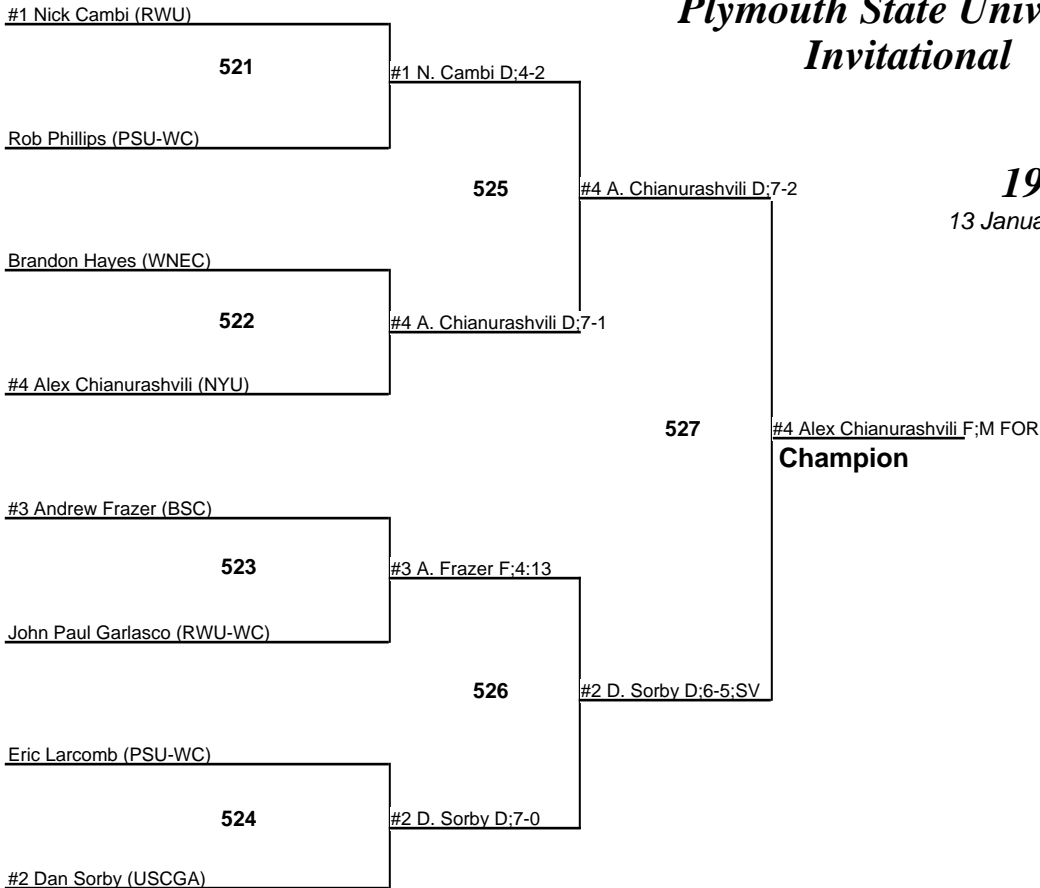 #1 Nick Cambi (RWU)
Plymouth State
Invitational
521
#1 N. Cambi D;4-2
Rob Phillips (PSU-WC)
525
#4 A. Chianurashvili D;7-2
13
Brandon Hayes (WNEC)
522
#4 A. Chianurashvili D;7-1
#4 Alex Chianurashvili (NYU)
527
#4 Alex Chianurashvili F;M FOR
Champion
#3 Andrew Frazer (BSC)
523
#3 A. Frazer F;4:13
John Paul Garlasco (RWU-WC)
526
#2 D. Sorby D;6-5;SV
Eric Larcomb (PSU-WC)
524
#2 D. Sorby D;7-0
#2 Dan Sorby (USCGA)